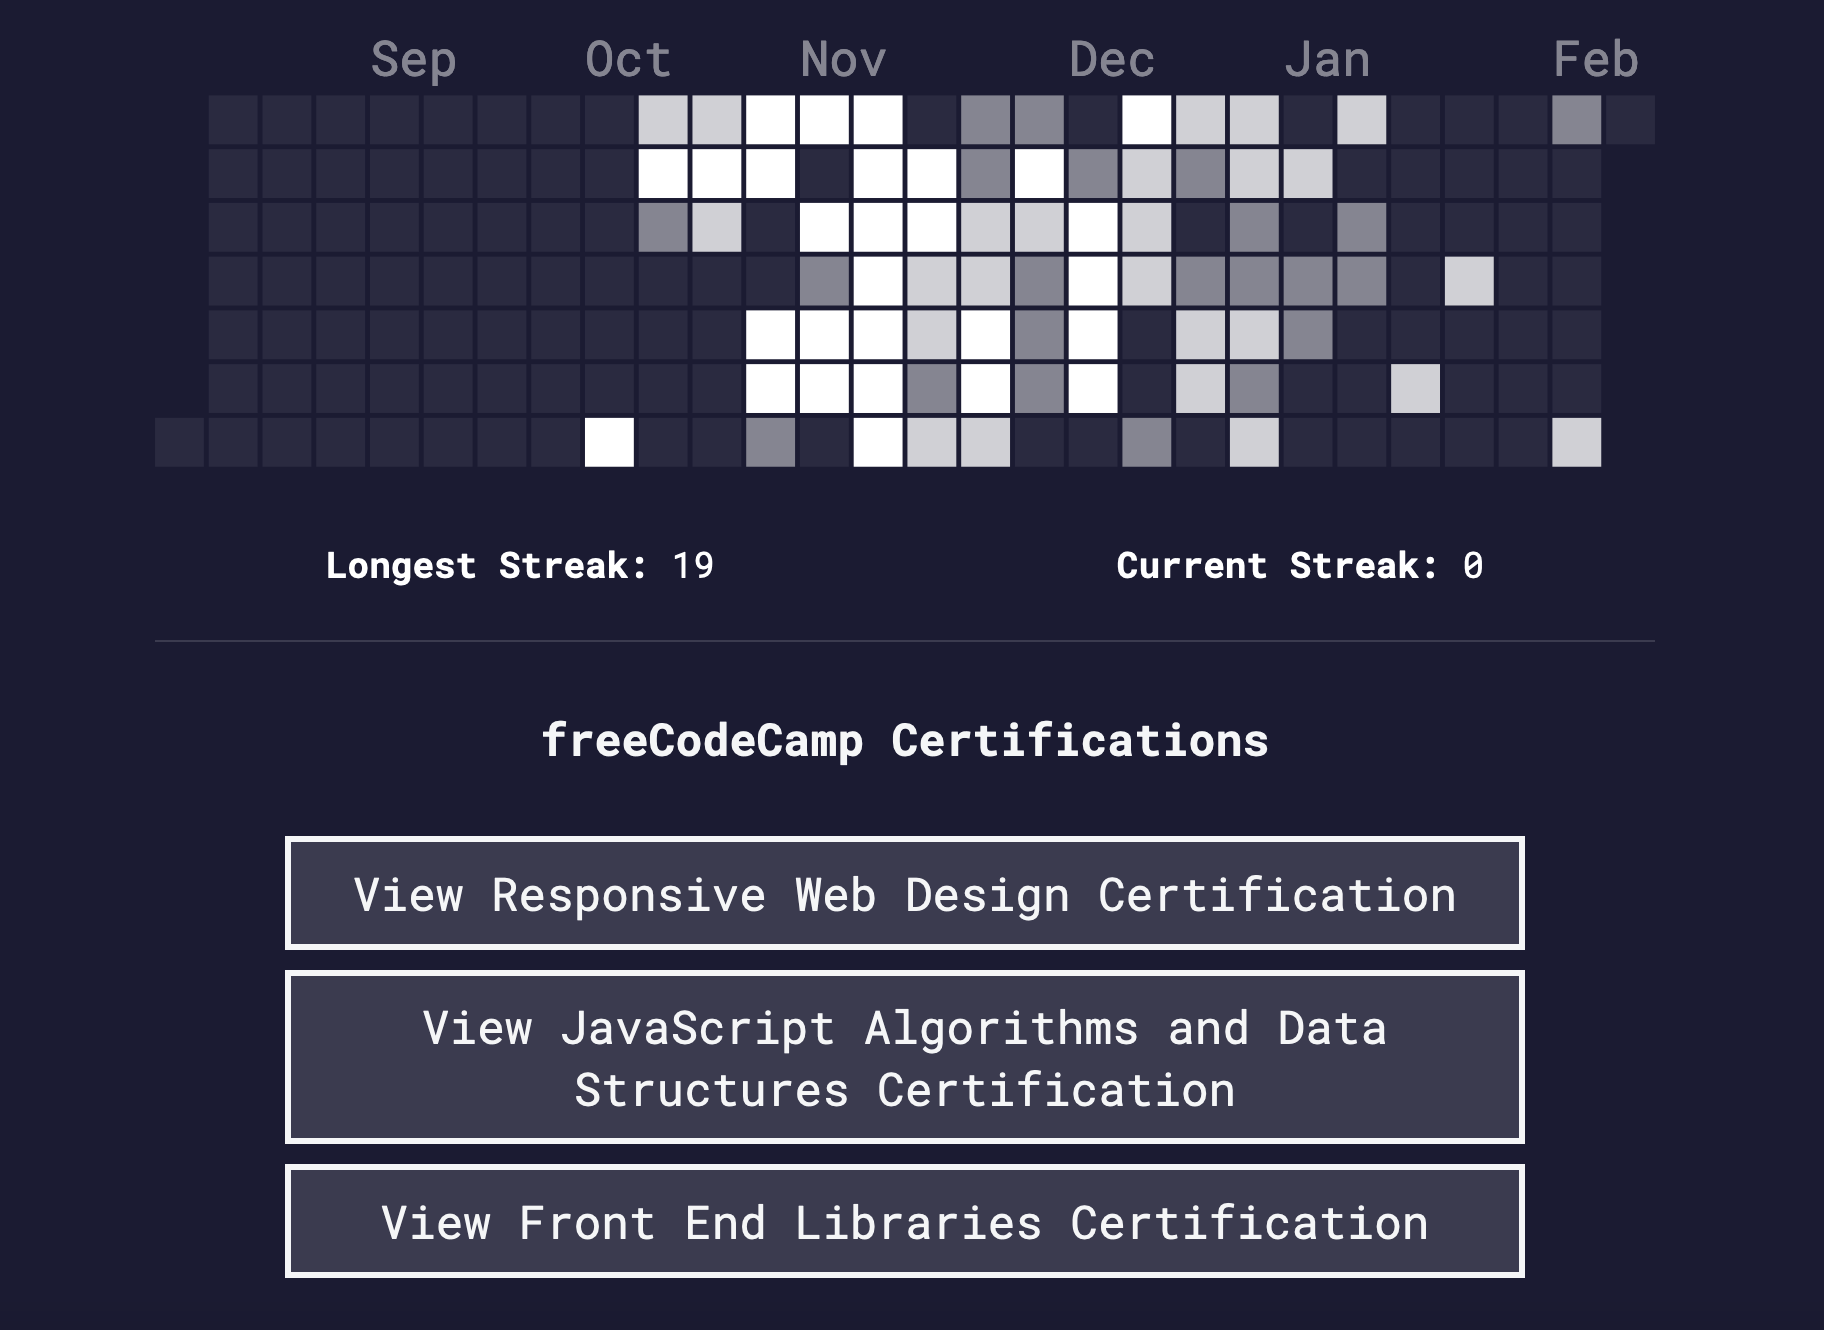 Sep Oct Nov Dec Jan Feb
Longest Streak: 19 Current Streak: 0
freeCodeCamp Certifications
View Responsive Web Design Certification
View JavaScript Algorithms and Data
Structures Certification
View Front End Libraries Certification